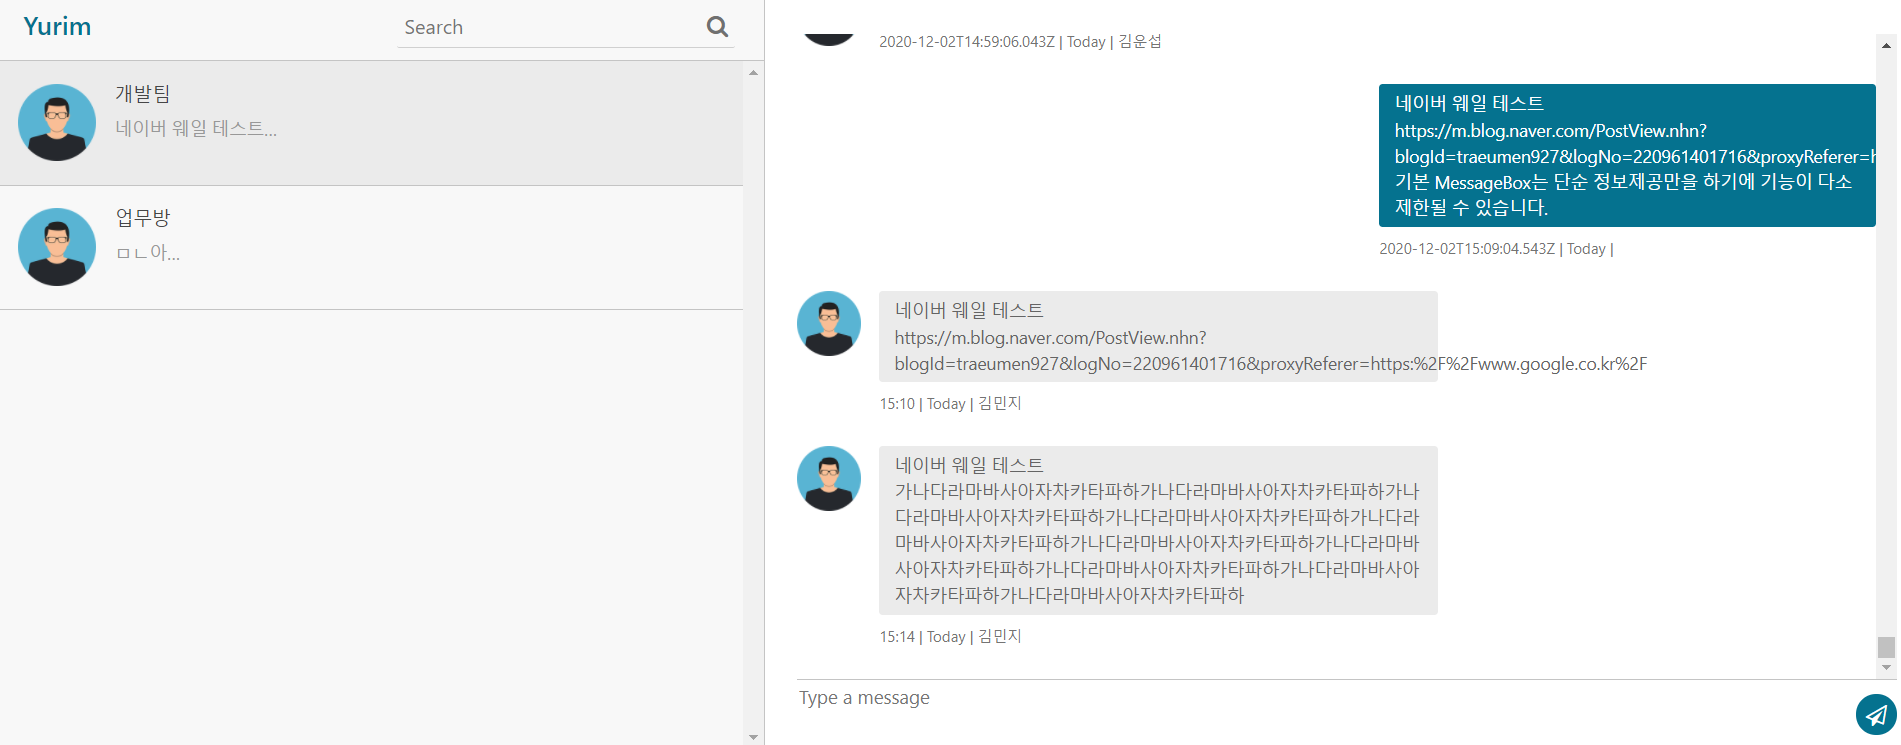 Yurim
Search
개발팀
네이버 웨일 테스트...
업무방
ㅁㄴ아...
2020-12-02T14:59:06.043Z | Today | 김운섭
네이버 웨일 테스트
https://m.blog.naver.com/PostView.nhn?
blogId=traeumen927&logNo=220961401716&proxyReferer=h
기본 MessageBox는 단순 정보제공만을 하기에 기능이 다소
제한될 수 있습니다.
2020-12-02T15:09:04.543Z | Today |
네이버 웨일 테스트
https://m.blog.naver.com/PostView.nhn?
blogId=traeumen927&logNo=220961401716&proxyReferer=https:%2F%2Fwww.google.co.kr%2F
15:10 | Today | 김민지
네이버 웨일 테스트
가나다라마바사아자차카타파하가나다라마바사아자차카타파하가나
다라마바사아자차카타파하가나다라마바사아자차카타파하가나다라
마바사아자차카타파하가나다라마바사아자차카타파하가나다라마바
사아자차카타파하가나다라마바사아자차카타파하가나다라마바사아
자차카타파하가나다라마바사아자차카타파하
15:14 | Today | 김민지
Type a message